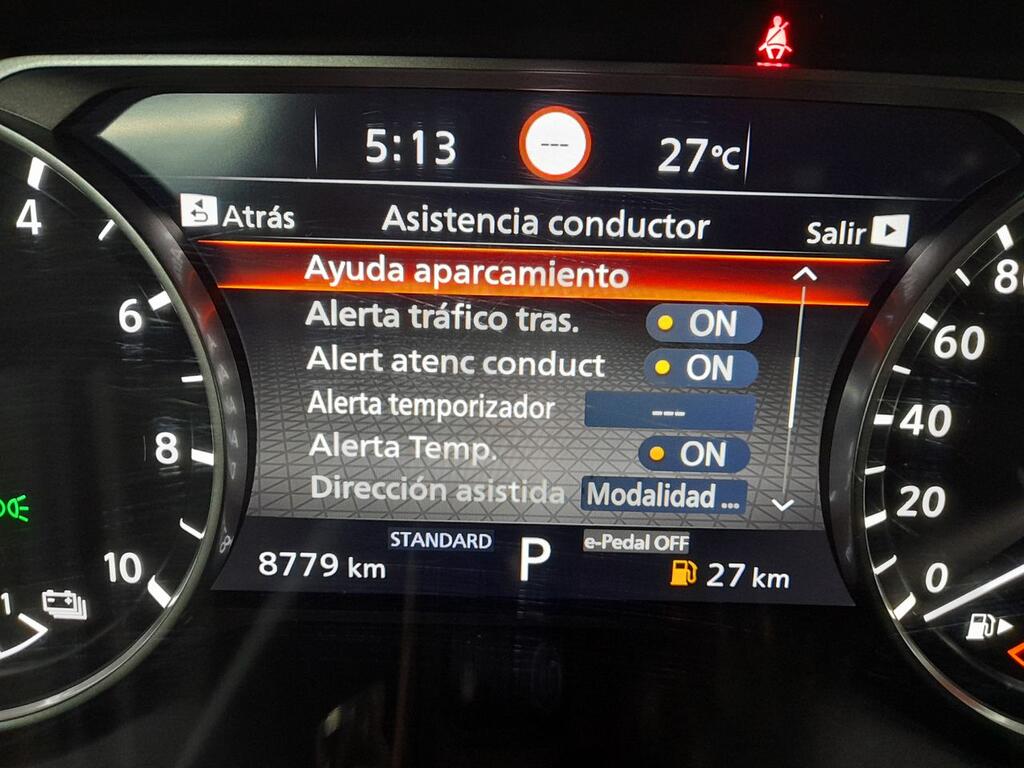 5:13 --- 27°C
Atrás Asistencia conductor Salir
Ayuda aparcamiento
Alerta tráfico tras. ON
Alert atenc conduct ON
Alerta temporizador ---
Alerta Temp. ON
Dirección asistida Modalidad ...
STANDARD P e-Pedal OFF
8779 km 27 km
4
6
8
10
1
80
60
40
20
0